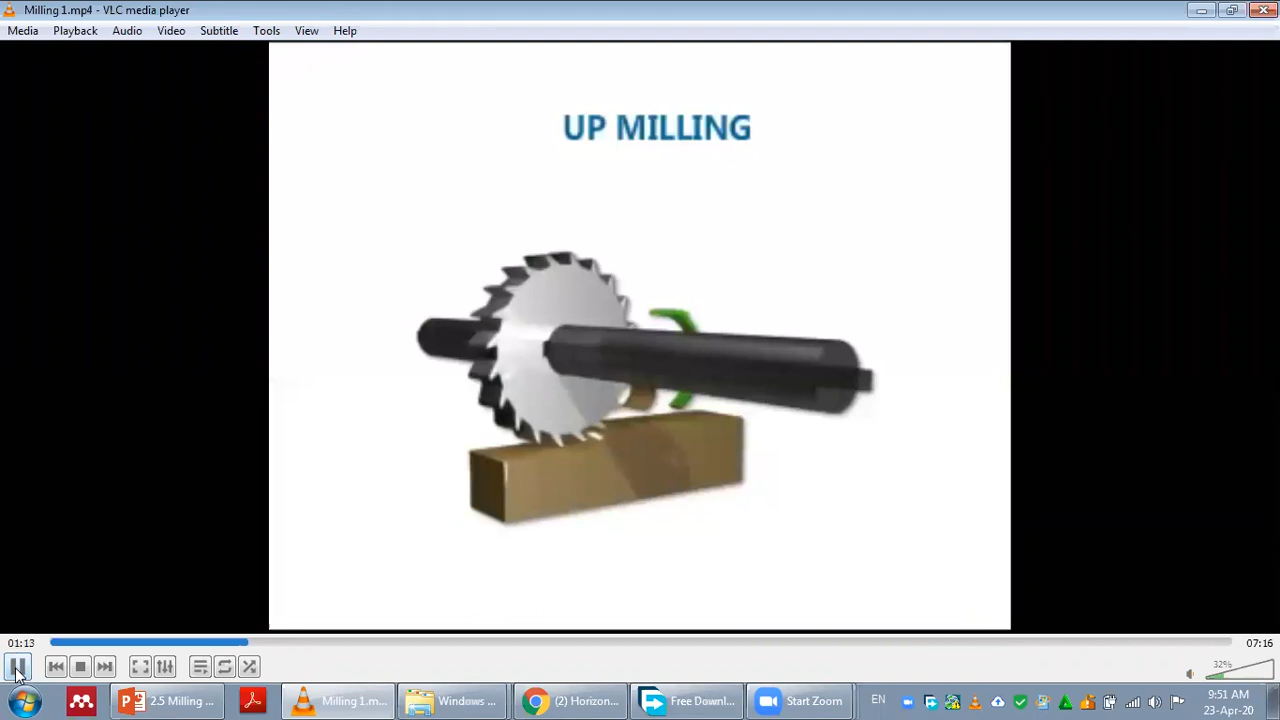 Milling 1.mp4 - VLC media player
Media Playback Audio Video Subtitle Tools View Help
UP MILLING
01:13
07:16
32%
2.5 Milling ...
Milling 1.m...
Windows ...
(2) Horizon...
Free Downl...
Start Zoom
EN
9:51 AM
23-Apr-20